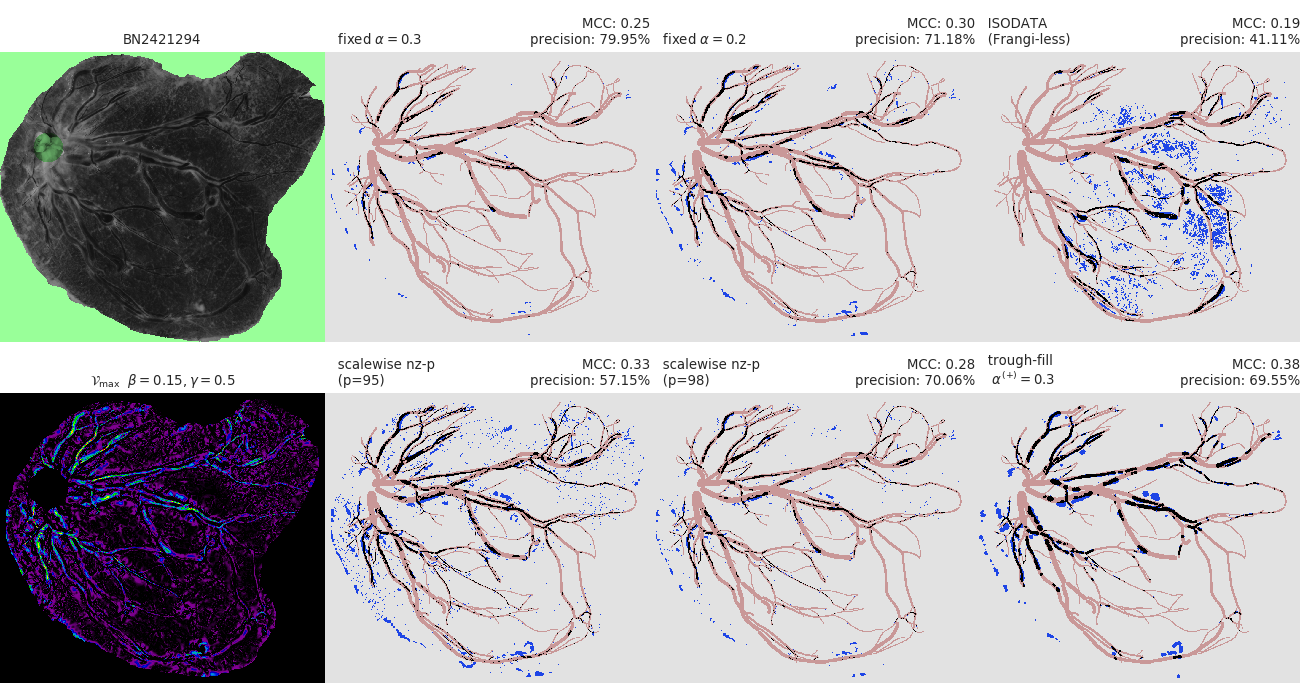 BN2421294
fixed α = 0.3
MCC: 0.25
precision: 79.95%
fixed α = 0.2
MCC: 0.30
precision: 71.18%
ISODATA
(Frangi-less)
MCC: 0.19
precision: 41.11%
𝒱max β = 0.15, γ = 0.5
scalewise nz-p
(p=95)
MCC: 0.33
precision: 57.15%
scalewise nz-p
(p=98)
MCC: 0.28
precision: 70.06%
trough-fill
α(+) = 0.3
MCC: 0.38
precision: 69.55%